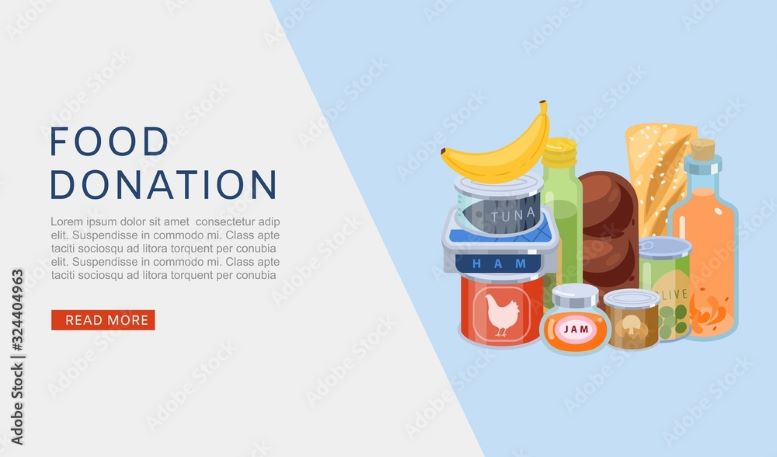 FOOD
DONATION
Lorem ipsum dolor sit amet consectetur adip
elit. Suspendisse in commodo mi. Class apte
taciti sociosqu ad litora torquent per conubia
elit. Suspendisse in commodo mi. Class apte
taciti sociosqu ad litora torquent per conubia
READ MORE
TUNA
HAM
JAM
LIVE
Adobe Stock | #324404963
Adobe Stock